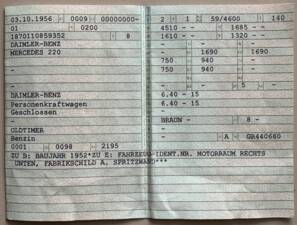 03.10.1956 0009 00000000-
01 0200
1870110859352 8
DAIMLER-BENZ
MERCEDES 220
-
-
-
DAIMLER-BENZ
Personenkraftwagen
Geschlossen
-
OLDTIMER
Benzin
0001 0098 2195
2 1 59/4600 140
4510 - - 1685 - -
1610 - - 1320 - -
- - - -
- - 1690 1690
750 940 - -
750 940 - -
- - - -
- - 5 -
6.40 - 15
6.40 - 15
-
BRAUN - 8 -
- -
- A GR440660
ZU B: BAUJAHR 1952*ZU E: FAHRZEUG-IDENT.NR. MOTORRAUM RECHTS
UNTEN, FABRIKSCHILD A. SPRITZWAND***